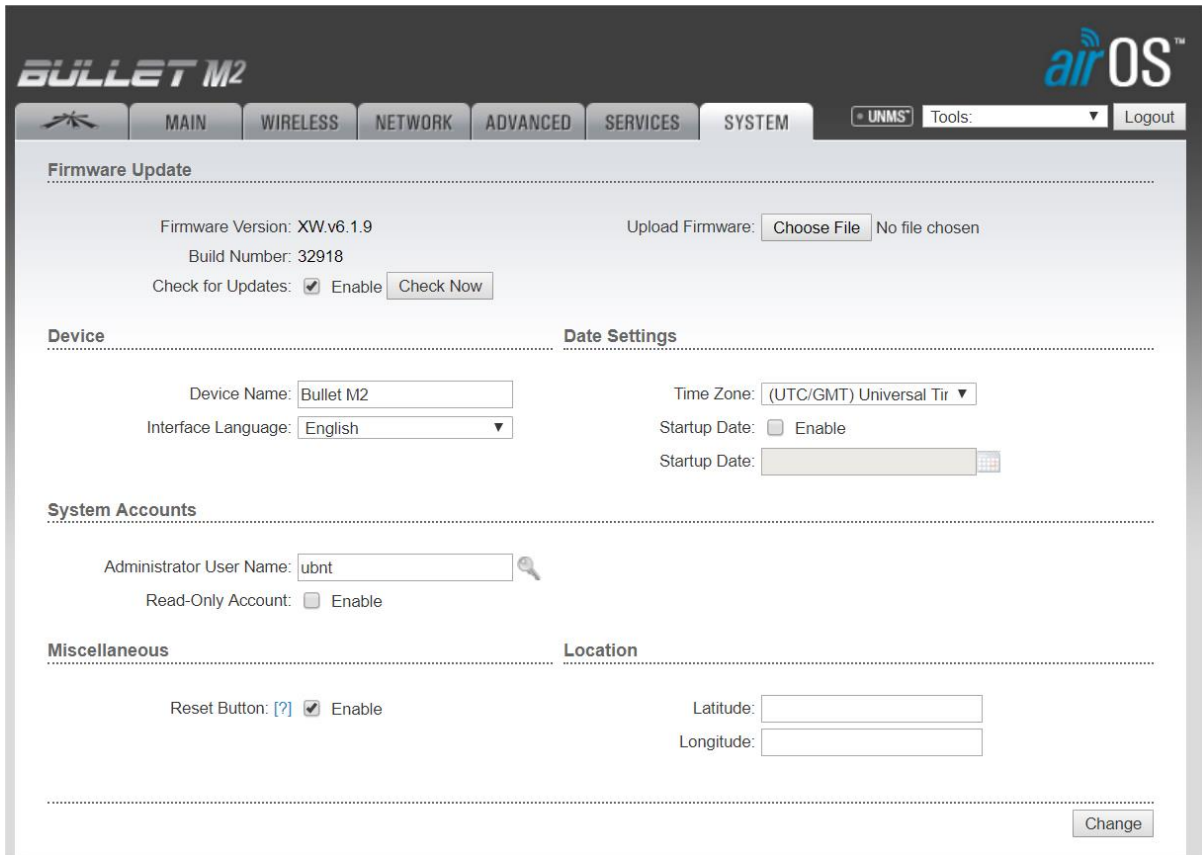 BULLET M2
airOS™
MAIN
WIRELESS
NETWORK
ADVANCED
SERVICES
SYSTEM
UNMS™
Tools:
Logout
Firmware Update
Firmware Version: XW.v6.1.9
Upload Firmware: Choose File No file chosen
Build Number: 32918
Check for Updates: Enable Check Now
Device
Date Settings
Device Name: Bullet M2
Time Zone: (UTC/GMT) Universal Tir
Interface Language: English
Startup Date: Enable
Startup Date:
System Accounts
Administrator User Name: ubnt
Read-Only Account: Enable
Miscellaneous
Location
Reset Button: [?] Enable
Latitude:
Longitude:
Change